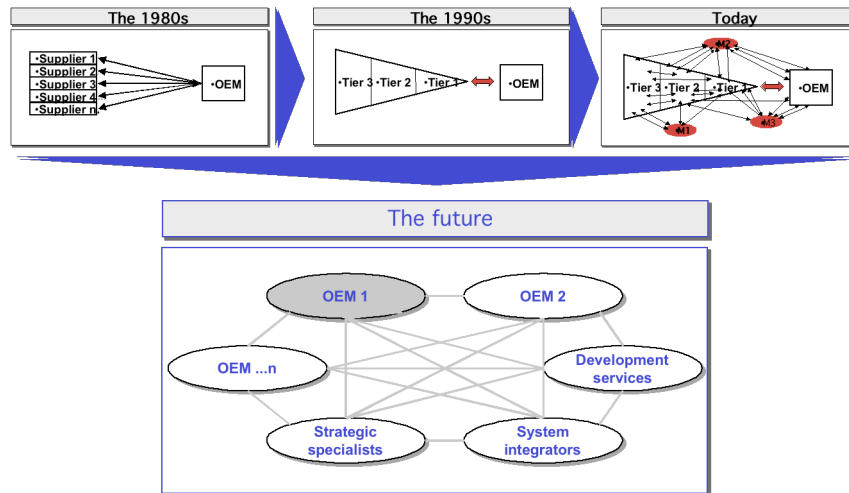 The 1980s
•Supplier 1
•Supplier 2
•Supplier 3
•Supplier 4
•Supplier n.
•OEM
The 1990s
•Tier 3
•Tier 2
•Tier 1
•OEM
Today
•M2
•Tier 3
•Tier 2
•Tier 1
•OEM
•M1
•M3
The future
OEM 1
OEM 2
OEM ...n
Development
services
Strategic
specialists
System
integrators